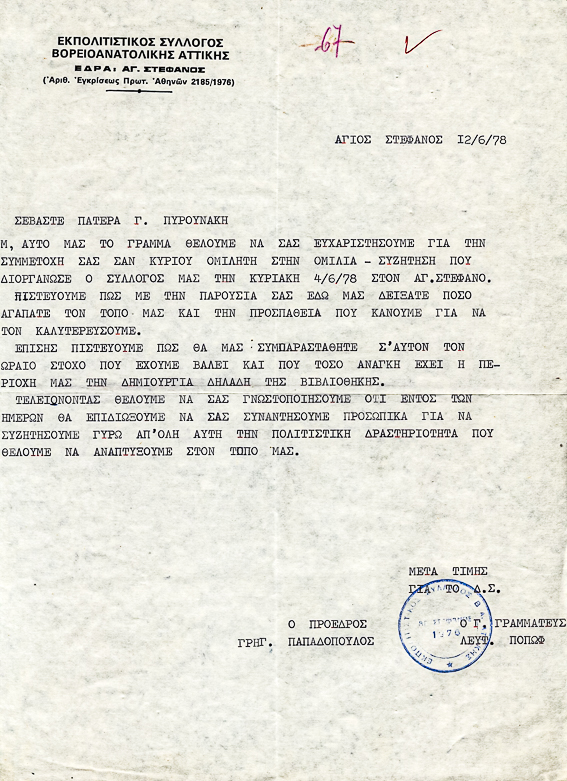 ΕΚΠΟΛΙΤΙΣΤΙΚΟΣ ΣΥΛΛΟΓΟΣ
ΒΟΡΕΙΟΑΝΑΤΟΛΙΚΗΣ ΑΤΤΙΚΗΣ
ΕΔΡΑ: ΑΓ. ΣΤΕΦΑΝΟΣ
(Ἀριθ. Ἐγκρίσεως Πρωτ. Ἀθηνῶν 2185/1976)
67
ΑΓΙΟΣ ΣΤΕΦΑΝΟΣ Ι2/6/78
ΣΕΒΑΣΤΕ ΠΑΤΕΡΑ Γ. ΠΥΡΟΥΝΑΚΗ
Μ, ΑΥΤΟ ΜΑΣ ΤΟ ΓΡΑΜΜΑ ΘΕΛΟΥΜΕ ΝΑ ΣΑΣ ΕΥΧΑΡΙΣΤΗΣΟΥΜΕ ΓΙΑ ΤΗΝ
ΣΥΜΜΕΤΟΧΗ ΣΑΣ ΣΑΝ ΚΥΡΙΟΥ ΟΜΙΛΗΤΗ ΣΤΗΝ ΟΜΙΛΙΑ - ΣΥΖΗΤΗΣΗ ΠΟΥ
ΔΙΟΡΓΑΝΩΣΕ Ο ΣΥΛΛΟΓΟΣ ΜΑΣ ΤΗΝ ΚΥΡΙΑΚΗ 4/6/78 ΣΤΟΝ ΑΓ.ΣΤΕΦΑΝΟ.
ΠΙΣΤΕΥΟΥΜΕ ΠΩΣ ΜΕ ΤΗΝ ΠΑΡΟΥΣΙΑ ΣΑΣ ΕΔΩ ΜΑΣ ΔΕΙΞΑΤΕ ΠΟΣΟ
ΑΓΑΠΑΤΕ ΤΟΝ ΤΟΠΟ ΜΑΣ ΚΑΙ ΤΗΝ ΠΡΟΣΠΑΘΕΙΑ ΠΟΥ ΚΑΝΟΥΜΕ ΓΙΑ ΝΑ
ΤΟΝ ΚΑΛΥΤΕΡΕΥΣΟΥΜΕ.
ΕΠΙΣΗΣ ΠΙΣΤΕΥΟΥΜΕ ΠΩΣ ΘΑ ΜΑΣ ΣΥΜΠΑΡΑΣΤΑΘΗΤΕ Σ'ΑΥΤΟΝ ΤΟΝ
ΩΡΑΙΟ ΣΤΟΧΟ ΠΟΥ ΕΧΟΥΜΕ ΒΑΛΕΙ ΚΑΙ ΠΟΥ ΤΟΣΟ ΑΝΑΓΚΗ ΕΧΕΙ Η ΠΕ-
ΡΙΟΧΗ ΜΑΣ ΤΗΝ ΔΗΜΙΟΥΡΓΙΑ ΔΗΛΑΔΗ ΤΗΣ ΒΙΒΛΙΟΘΗΚΗΣ.
ΤΕΛΕΙΩΝΟΝΤΑΣ ΘΕΛΟΥΜΕ ΝΑ ΣΑΣ ΓΝΩΣΤΟΠΟΙΗΣΟΥΜΕ ΟΤΙ ΕΝΤΟΣ ΤΩΝ
ΗΜΕΡΩΝ ΘΑ ΕΠΙΔΙΩΞΟΥΜΕ ΝΑ ΣΑΣ ΣΥΝΑΝΤΗΣΟΥΜΕ ΠΡΟΣΩΠΙΚΑ ΓΙΑ ΝΑ
ΣΥΖΗΤΗΣΟΥΜΕ ΓΥΡΩ ΑΠ'ΟΛΗ ΑΥΤΗ ΤΗΝ ΠΟΛΙΤΙΣΤΙΚΗ ΔΡΑΣΤΗΡΙΟΤΗΤΑ ΠΟΥ
ΘΕΛΟΥΜΕ ΝΑ ΑΝΑΠΤΥΞΟΥΜΕ ΣΤΟΝ ΤΟΠΟ ΜΑΣ.
ΜΕΤΑ ΤΙΜΗΣ
ΓΙΑ ΤΟ Δ.Σ.
Ο ΠΡΟΕΔΡΟΣ Ο Γ. ΓΡΑΜΜΑΤΕΥΣ
ΓΡΗΓ. ΠΑΠΑΔΟΠΟΥΛΟΣ ΛΕΥΤ. ΠΟΠΩΦ
1976